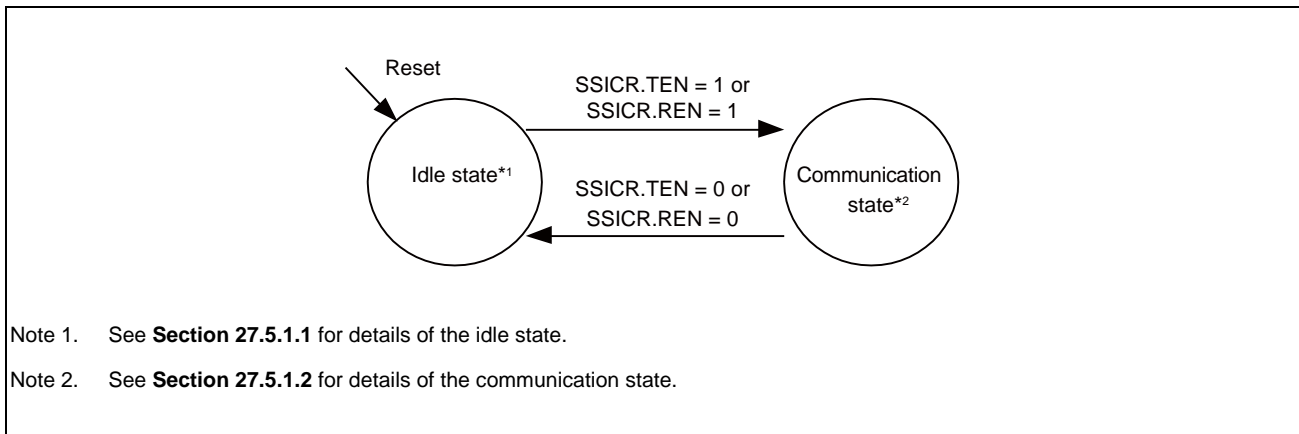 Reset
SSICR.TEN = 1 or
SSICR.REN = 1
Idle state*1
SSICR.TEN = 0 or
SSICR.REN = 0
Communication
state*2
Note 1. See Section 27.5.1.1 for details of the idle state.
Note 2. See Section 27.5.1.2 for details of the communication state.